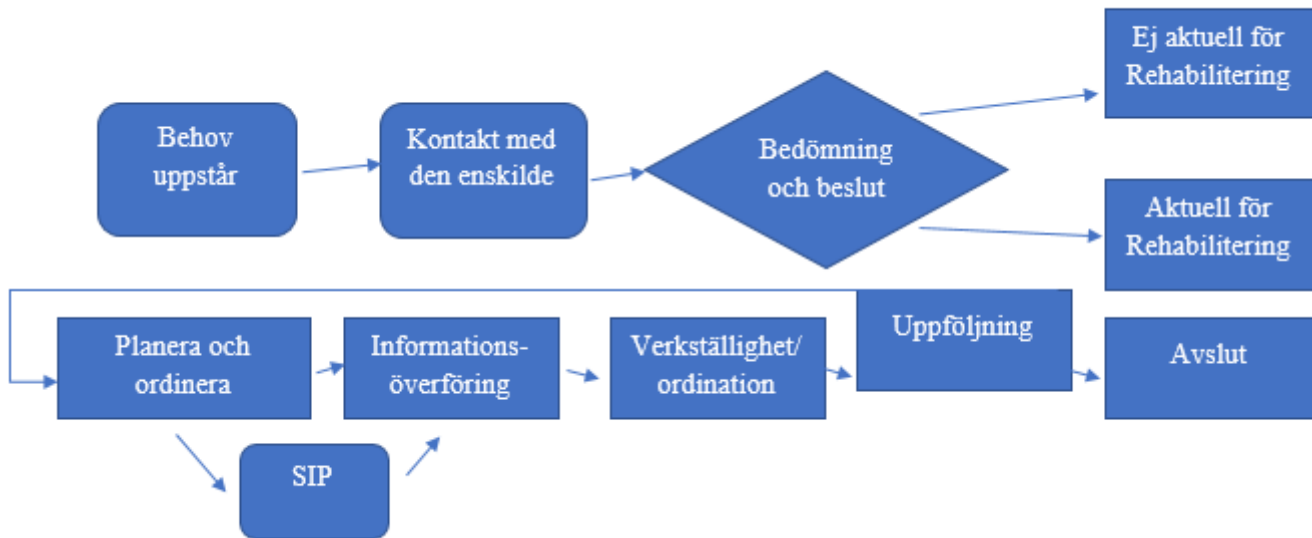 Behov
uppstår
Kontakt med
den enskilde
Bedömning
och beslut
Ej aktuell för
Rehabilitering
Aktuell för
Rehabilitering
Planera och
ordinera
Informations-
överföring
Verkställighet/
ordination
Uppföljning
Avslut
SIP